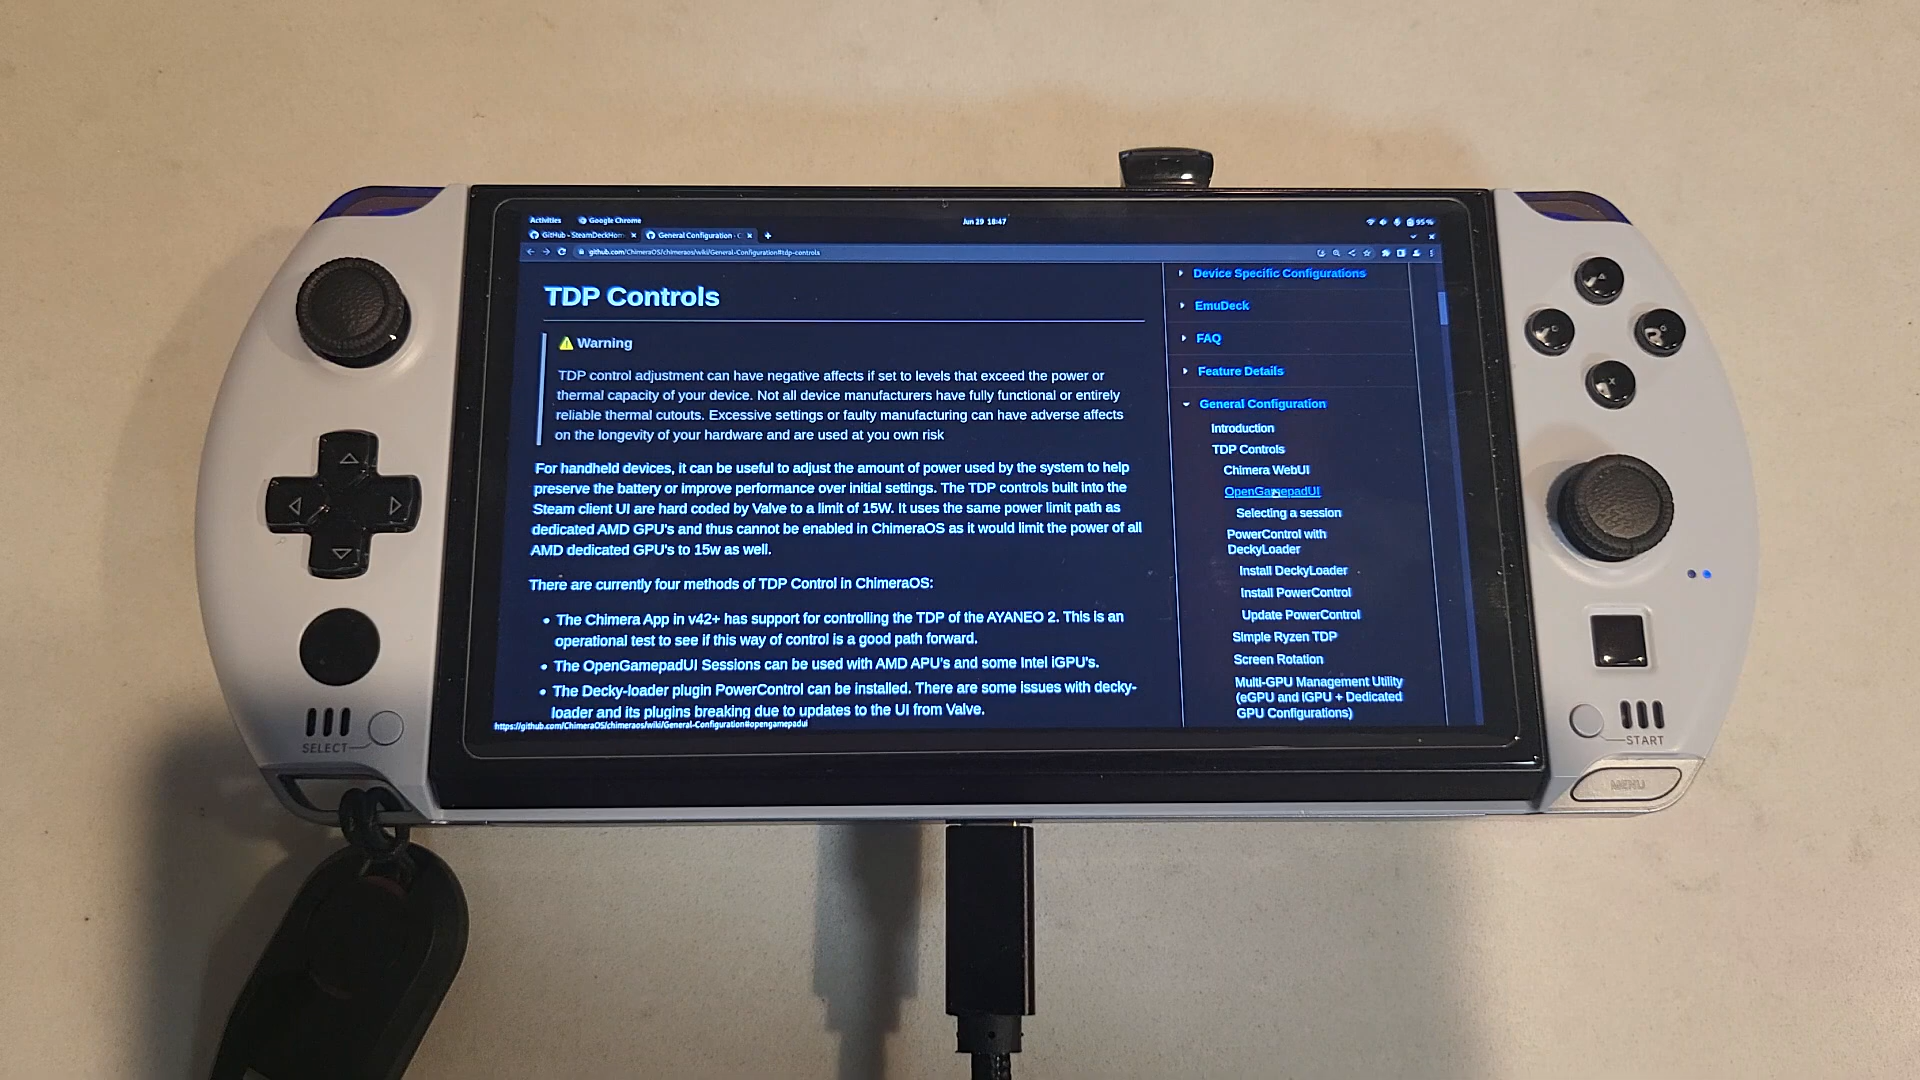 Activities
Google Chrome
Jun 29 18:47
95%
GitHub - SteamDeckHom
General Configuration · C
github.com/ChimeraOS/chimeraos/wiki/General-Configuration#tdp-controls
TDP Controls
Warning
TDP control adjustment can have negative affects if set to levels that exceed the power or
thermal capacity of your device. Not all device manufacturers have fully functional or entirely
reliable thermal cutouts. Excessive settings or faulty manufacturing can have adverse affects
on the longevity of your hardware and are used at you own risk
For handheld devices, it can be useful to adjust the amount of power used by the system to help
preserve the battery or improve performance over initial settings. The TDP controls built into the
Steam client UI are hard coded by Valve to a limit of 15W. It uses the same power limit path as
dedicated AMD GPU's and thus cannot be enabled in ChimeraOS as it would limit the power of all
AMD dedicated GPU's to 15w as well.
There are currently four methods of TDP Control in ChimeraOS:
• The Chimera App in v42+ has support for controlling the TDP of the AYANEO 2. This is an
operational test to see if this way of control is a good path forward.
• The OpenGamepadUI Sessions can be used with AMD APU's and some Intel iGPU's.
• The Decky-loader plugin PowerControl can be installed. There are some issues with decky-
loader and its plugins breaking due to updates to the UI from Valve.
https://github.com/ChimeraOS/chimeraos/wiki/General-Configuration#opengamepadui
Device Specific Configurations
EmuDeck
FAQ
Feature Details
General Configuration
Introduction
TDP Controls
Chimera WebUI
OpenGamepadUI
Selecting a session
PowerControl with
DeckyLoader
Install DeckyLoader
Install PowerControl
Update PowerControl
Simple Ryzen TDP
Screen Rotation
Multi-GPU Management Utility
(eGPU and iGPU + Dedicated
GPU Configurations)
SELECT
START
MENU
X